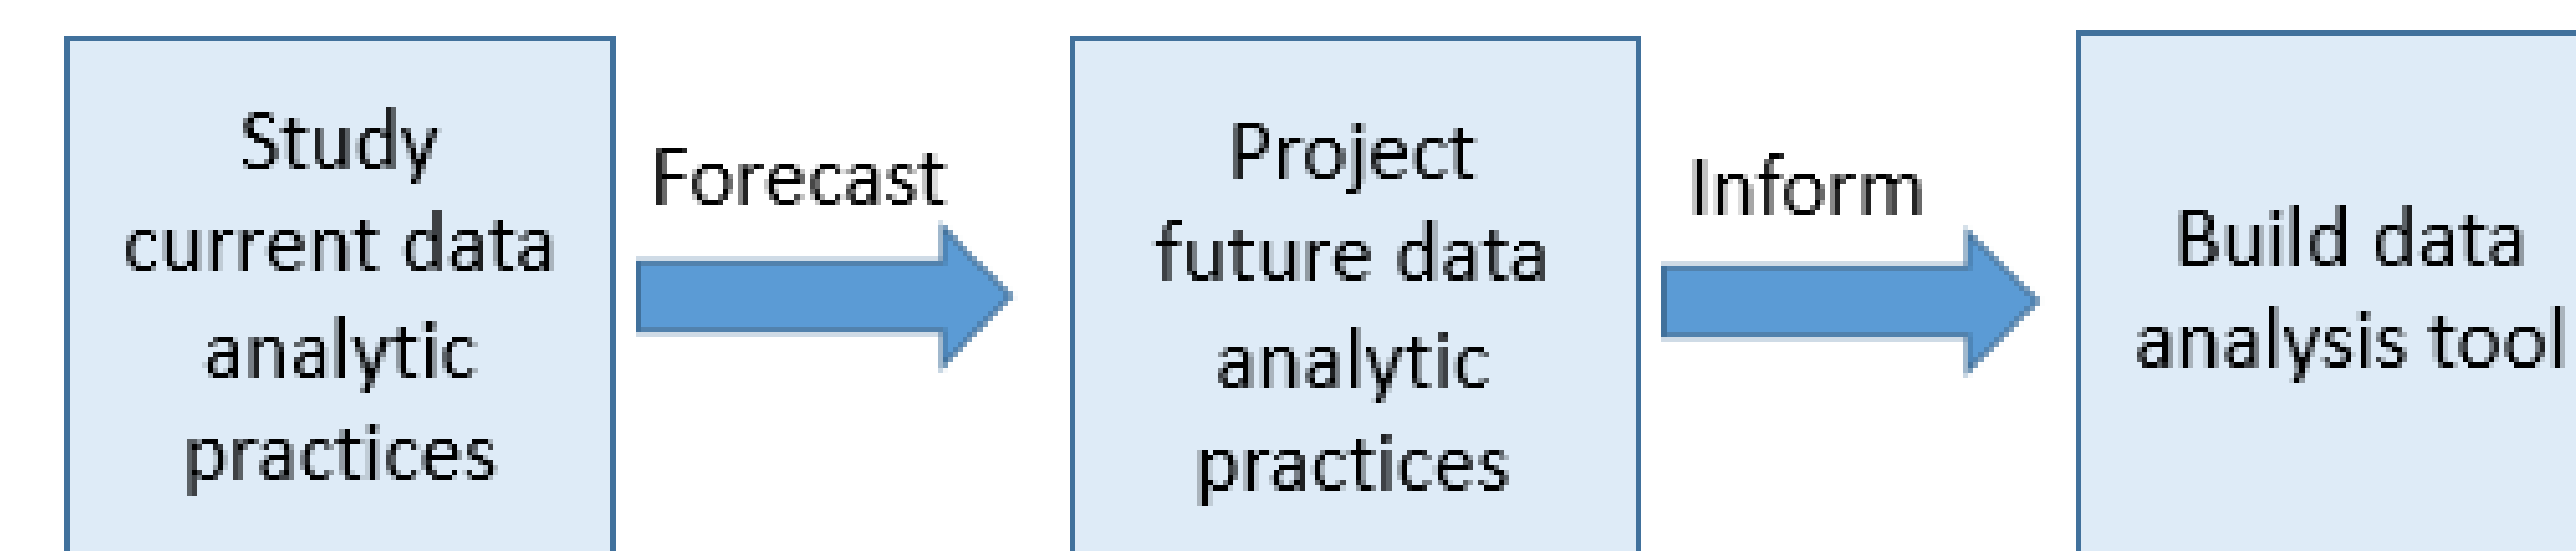 Study
current data
analytic
practices
Forecast
Project
future data
analytic
practices
Inform
Build data
analysis tool